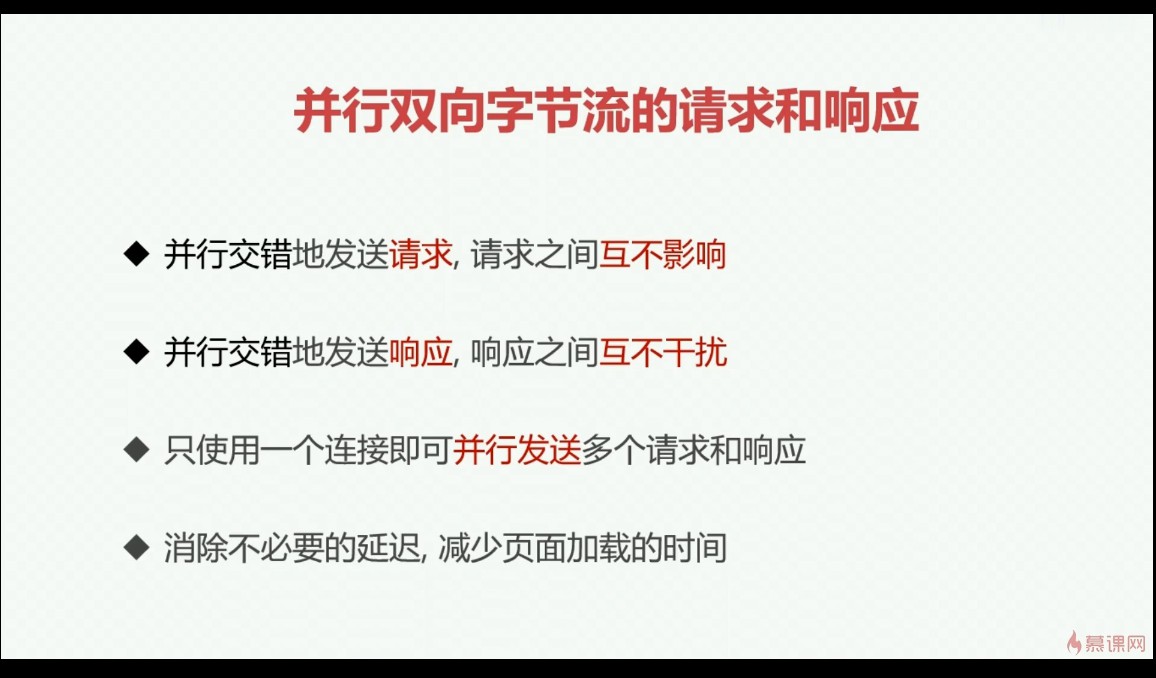 并行双向字节流的请求和响应
◆ 并行交错地发送请求, 请求之间互不影响
◆ 并行交错地发送响应, 响应之间互不干扰
◆ 只使用一个连接即可并行发送多个请求和响应
◆ 消除不必要的延迟, 减少页面加载的时间
慕课网